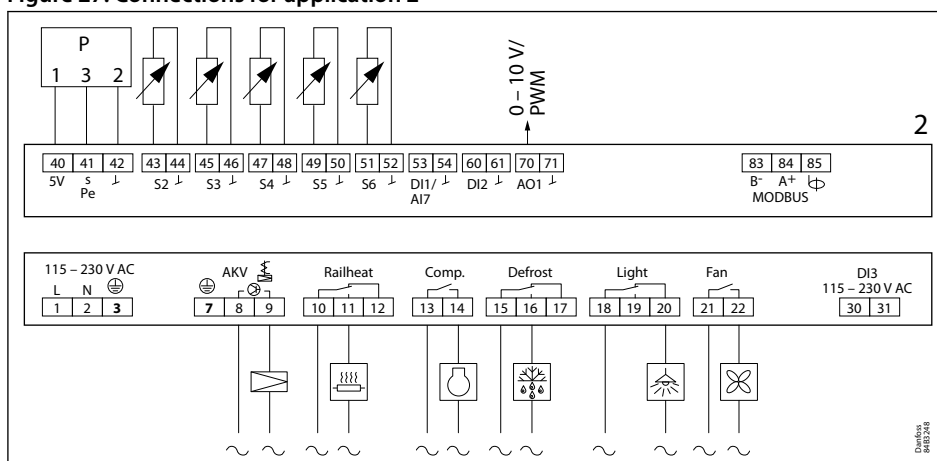 Figure 27. Connections for application 2
P
1 3 2
0 – 10 V/
PWM
2
40 41 42 43 44 45 46 47 48 49 50 51 52 53 54 60 61 70 71 83 84 85
5V s S2 S3 S4 S5 S6 DI1/ DI2 AO1 B- A+
Pe AI7 MODBUS
115 – 230 V AC AKV Railheat Comp. Defrost Light Fan DI3
L N 115 – 230 V AC
1 2 3 7 8 9 10 11 12 13 14 15 16 17 18 19 20 21 22 30 31
Danfoss
84B3248